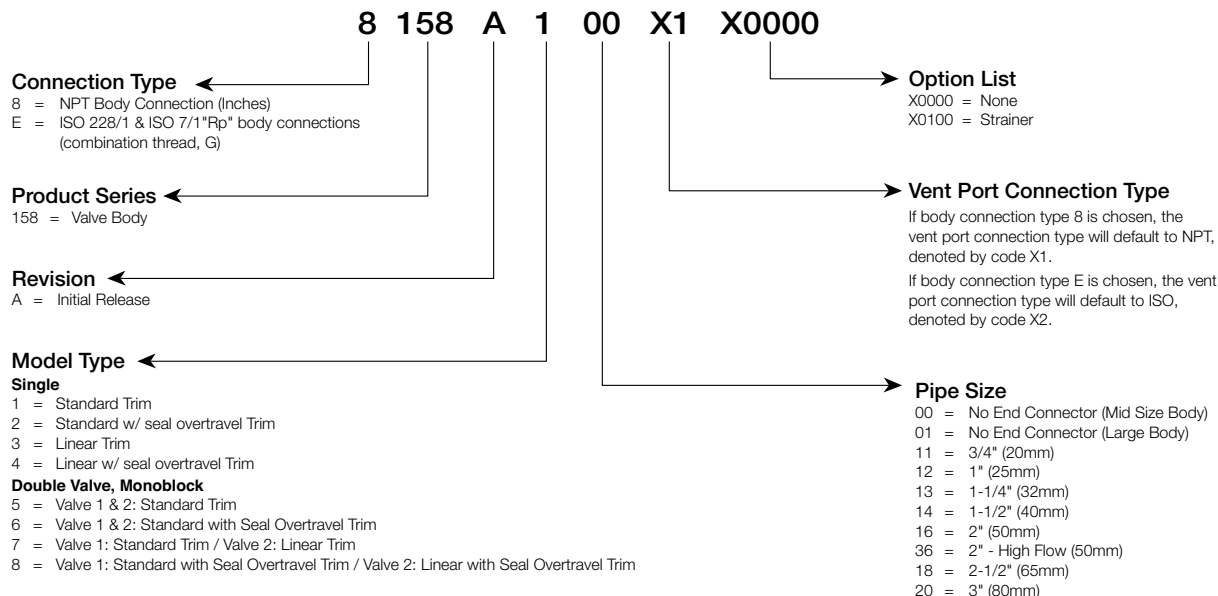 8 158 A 1 00 X1 X0000
Connection Type
8 = NPT Body Connection (Inches)
E = ISO 228/1 & ISO 7/1"Rp" body connections
(combination thread, G)
Product Series
158 = Valve Body
Revision
A = Initial Release
Model Type
Single
1 = Standard Trim
2 = Standard w/ seal overtravel Trim
3 = Linear Trim
4 = Linear w/ seal overtravel Trim
Double Valve, Monoblock
5 = Valve 1 & 2: Standard Trim
6 = Valve 1 & 2: Standard with Seal Overtravel Trim
7 = Valve 1: Standard Trim / Valve 2: Linear Trim
8 = Valve 1: Standard with Seal Overtravel Trim / Valve 2: Linear with Seal Overtravel Trim
Option List
X0000 = None
X0100 = Strainer
Vent Port Connection Type
If body connection type 8 is chosen, the
vent port connection type will default to NPT,
denoted by code X1.
If body connection type E is chosen, the vent
port connection type will default to ISO,
denoted by code X2.
Pipe Size
00 = No End Connector (Mid Size Body)
01 = No End Connector (Large Body)
11 = 3/4" (20mm)
12 = 1" (25mm)
13 = 1-1/4" (32mm)
14 = 1-1/2" (40mm)
16 = 2" (50mm)
36 = 2" - High Flow (50mm)
18 = 2-1/2" (65mm)
20 = 3" (80mm)